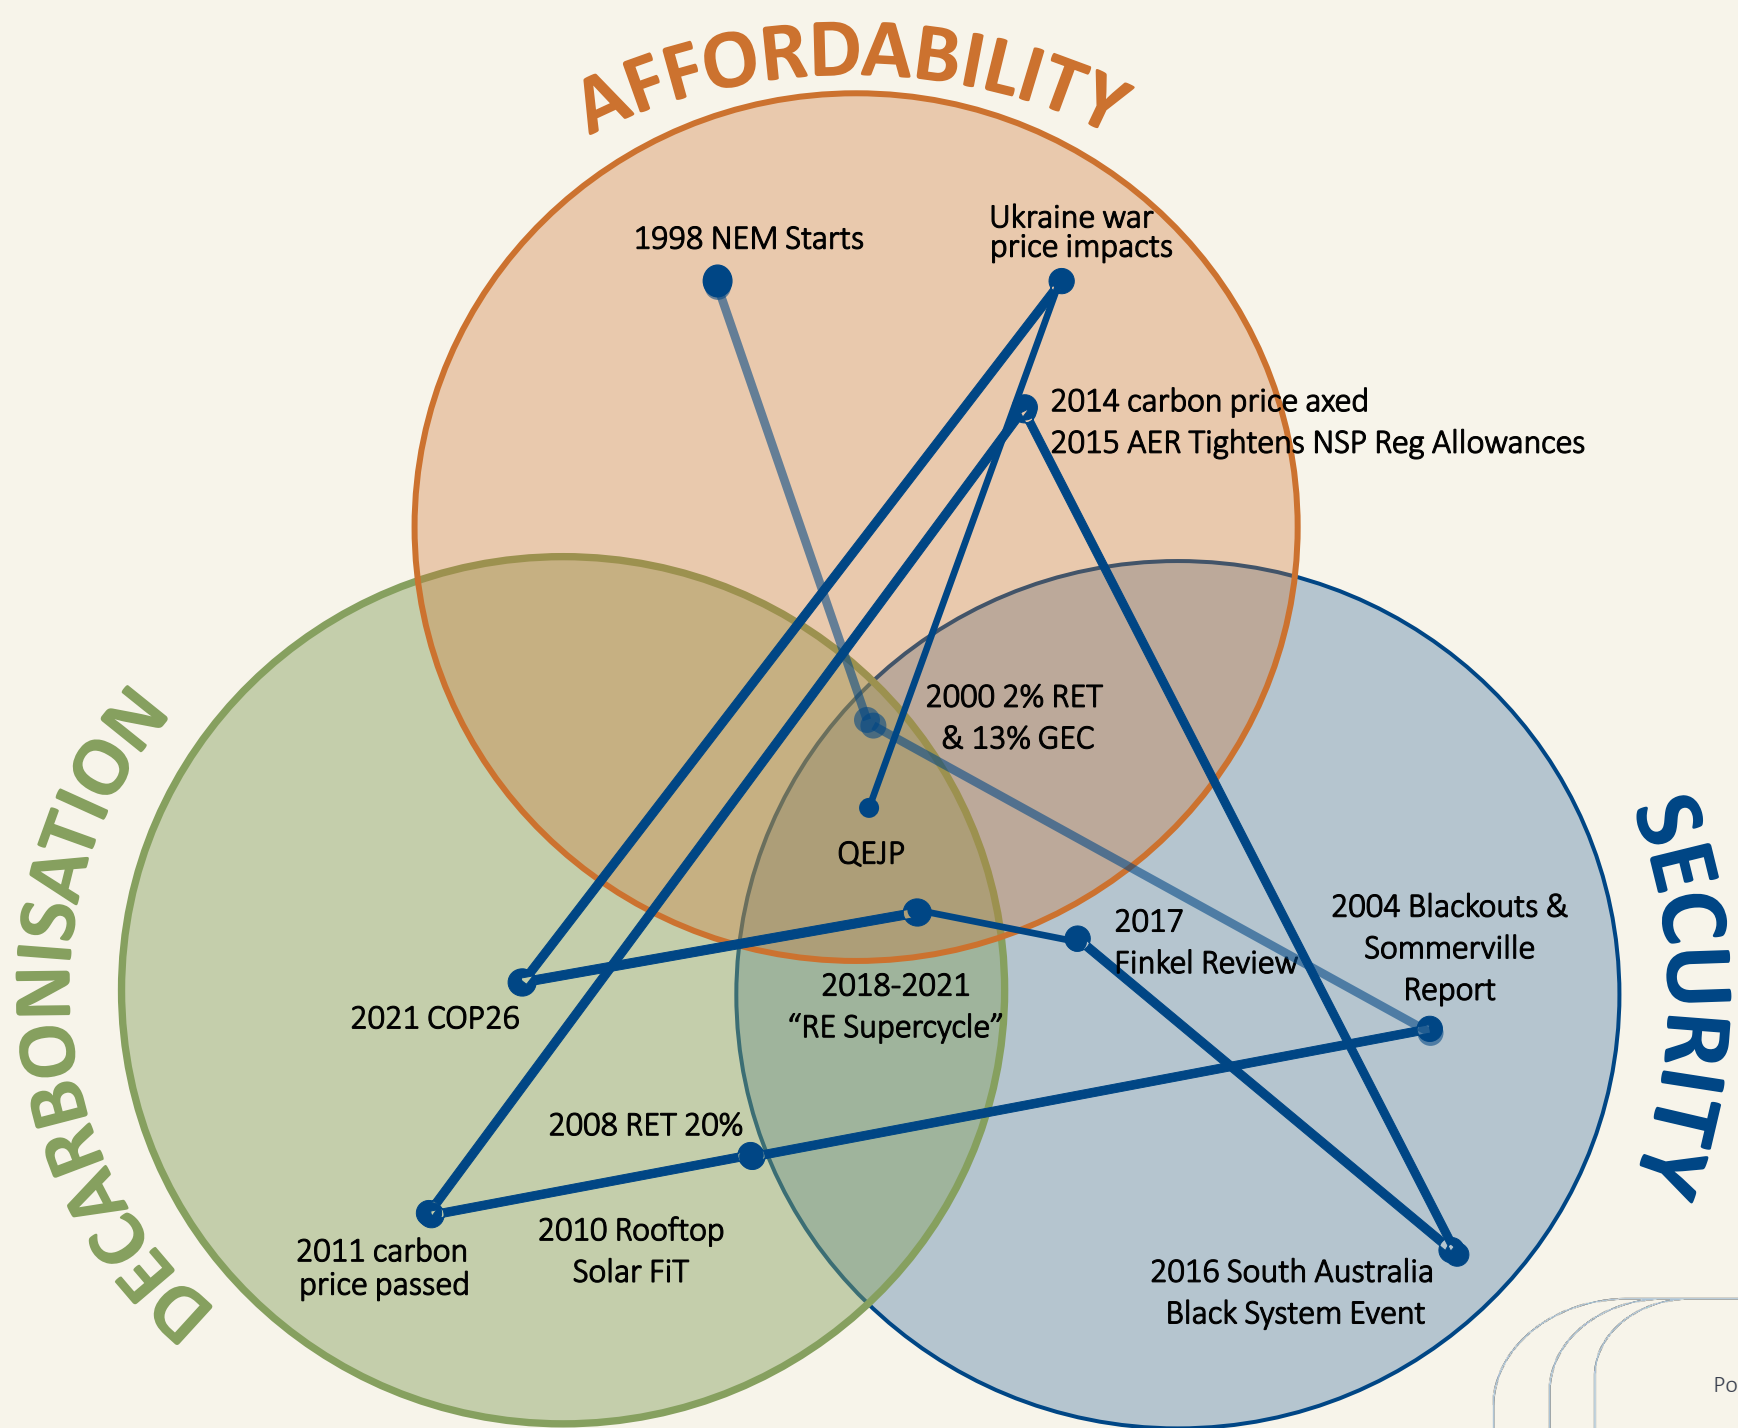 AFFORDABILITY
1998 NEM Starts
Ukraine war
price impacts
2014 carbon price axed
2015 AER Tightens NSP Reg Allowances
2000 2% RET
& 13% GEC
QEJP
DECARBONISATION
SECURITY
2004 Blackouts &
Sommerville
Report
2017
Finkel Review
2018-2021
“RE Supercycle”
2021 COP26
2008 RET 20%
2010 Rooftop
Solar FiT
2011 carbon
price passed
2016 South Australia
Black System Event
Po